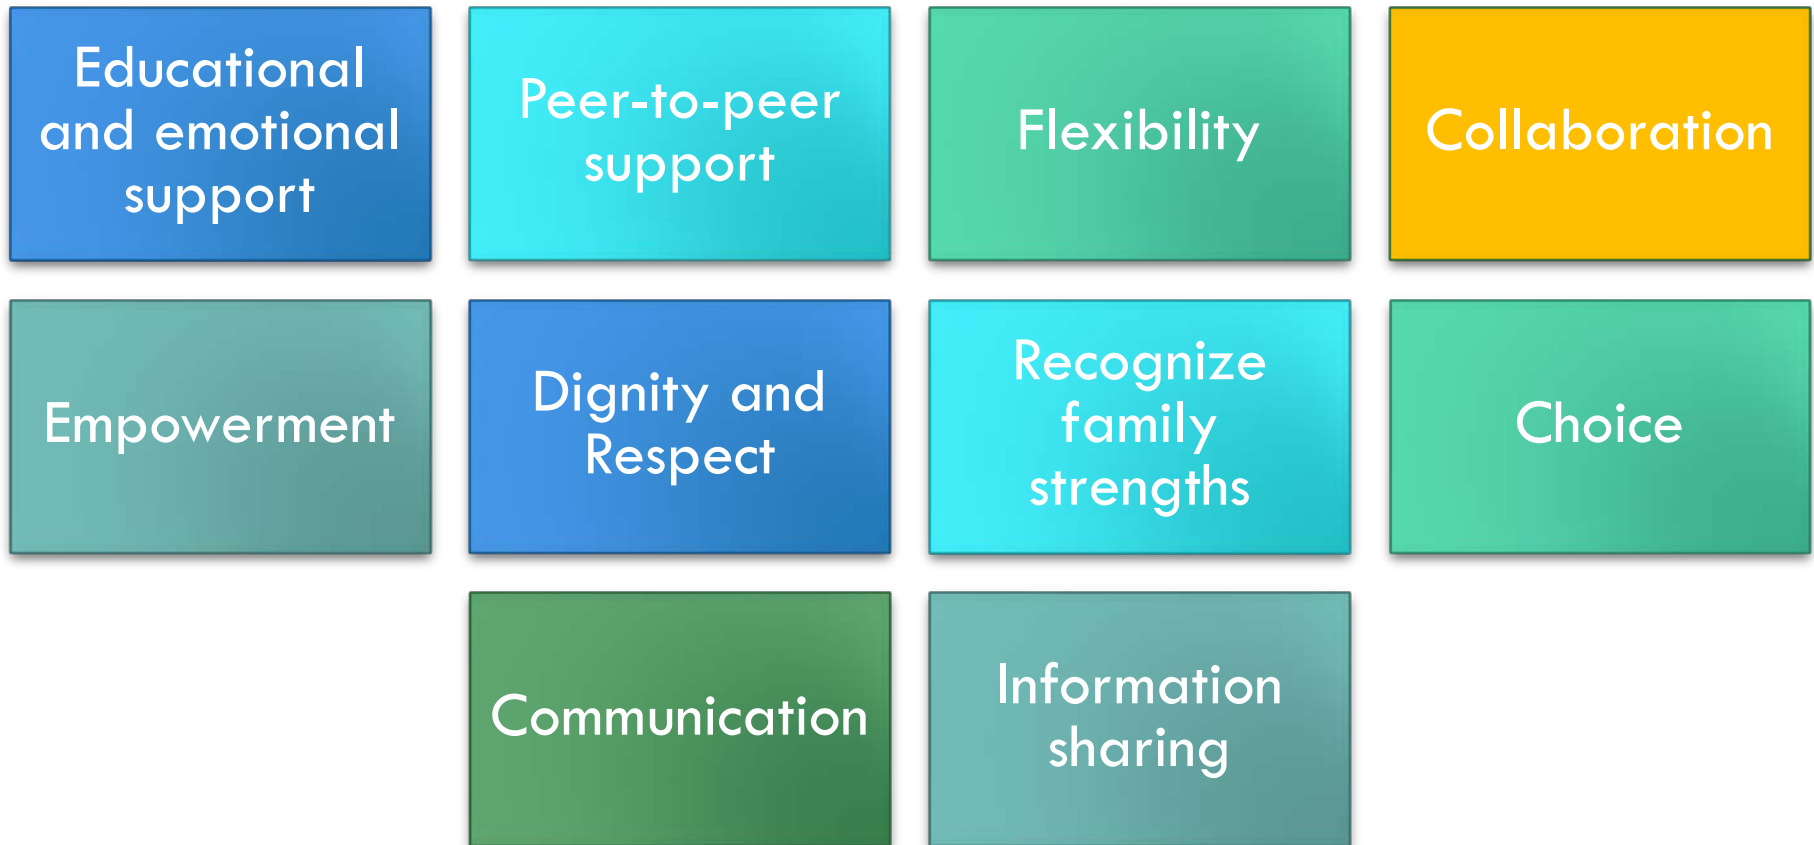 Educational
and emotional
support
Peer-to-peer
support
Flexibility
Collaboration
Empowerment
Dignity and
Respect
Recognize
family
strengths
Choice
Communication
Information
sharing